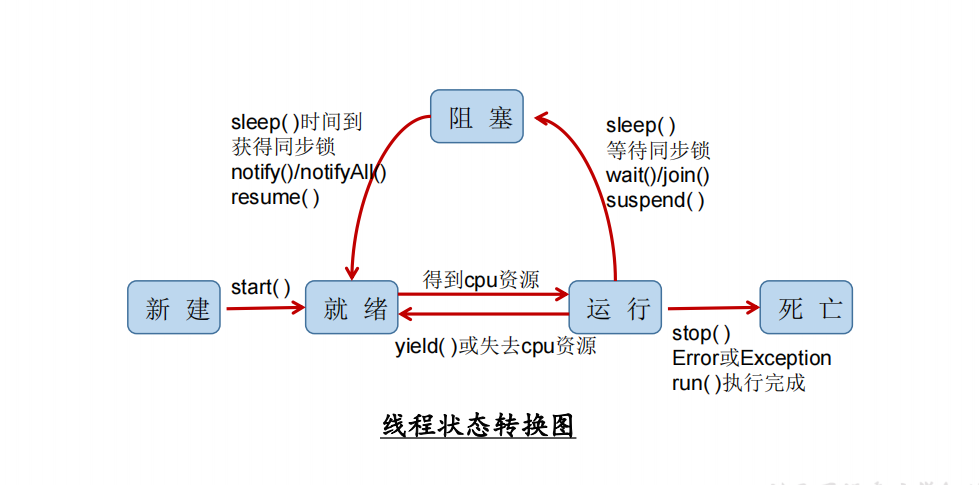 阻 塞
sleep( )时间到
获得同步锁
notify()/notifyAll()
resume( )
sleep( )
等待同步锁
wait()/join()
suspend( )
新 建
start( )
就 绪
得到cpu资源
yield( )或失去cpu资源
运 行
死 亡
stop( )
Error或Exception
run( )执行完成
线程状态转换图